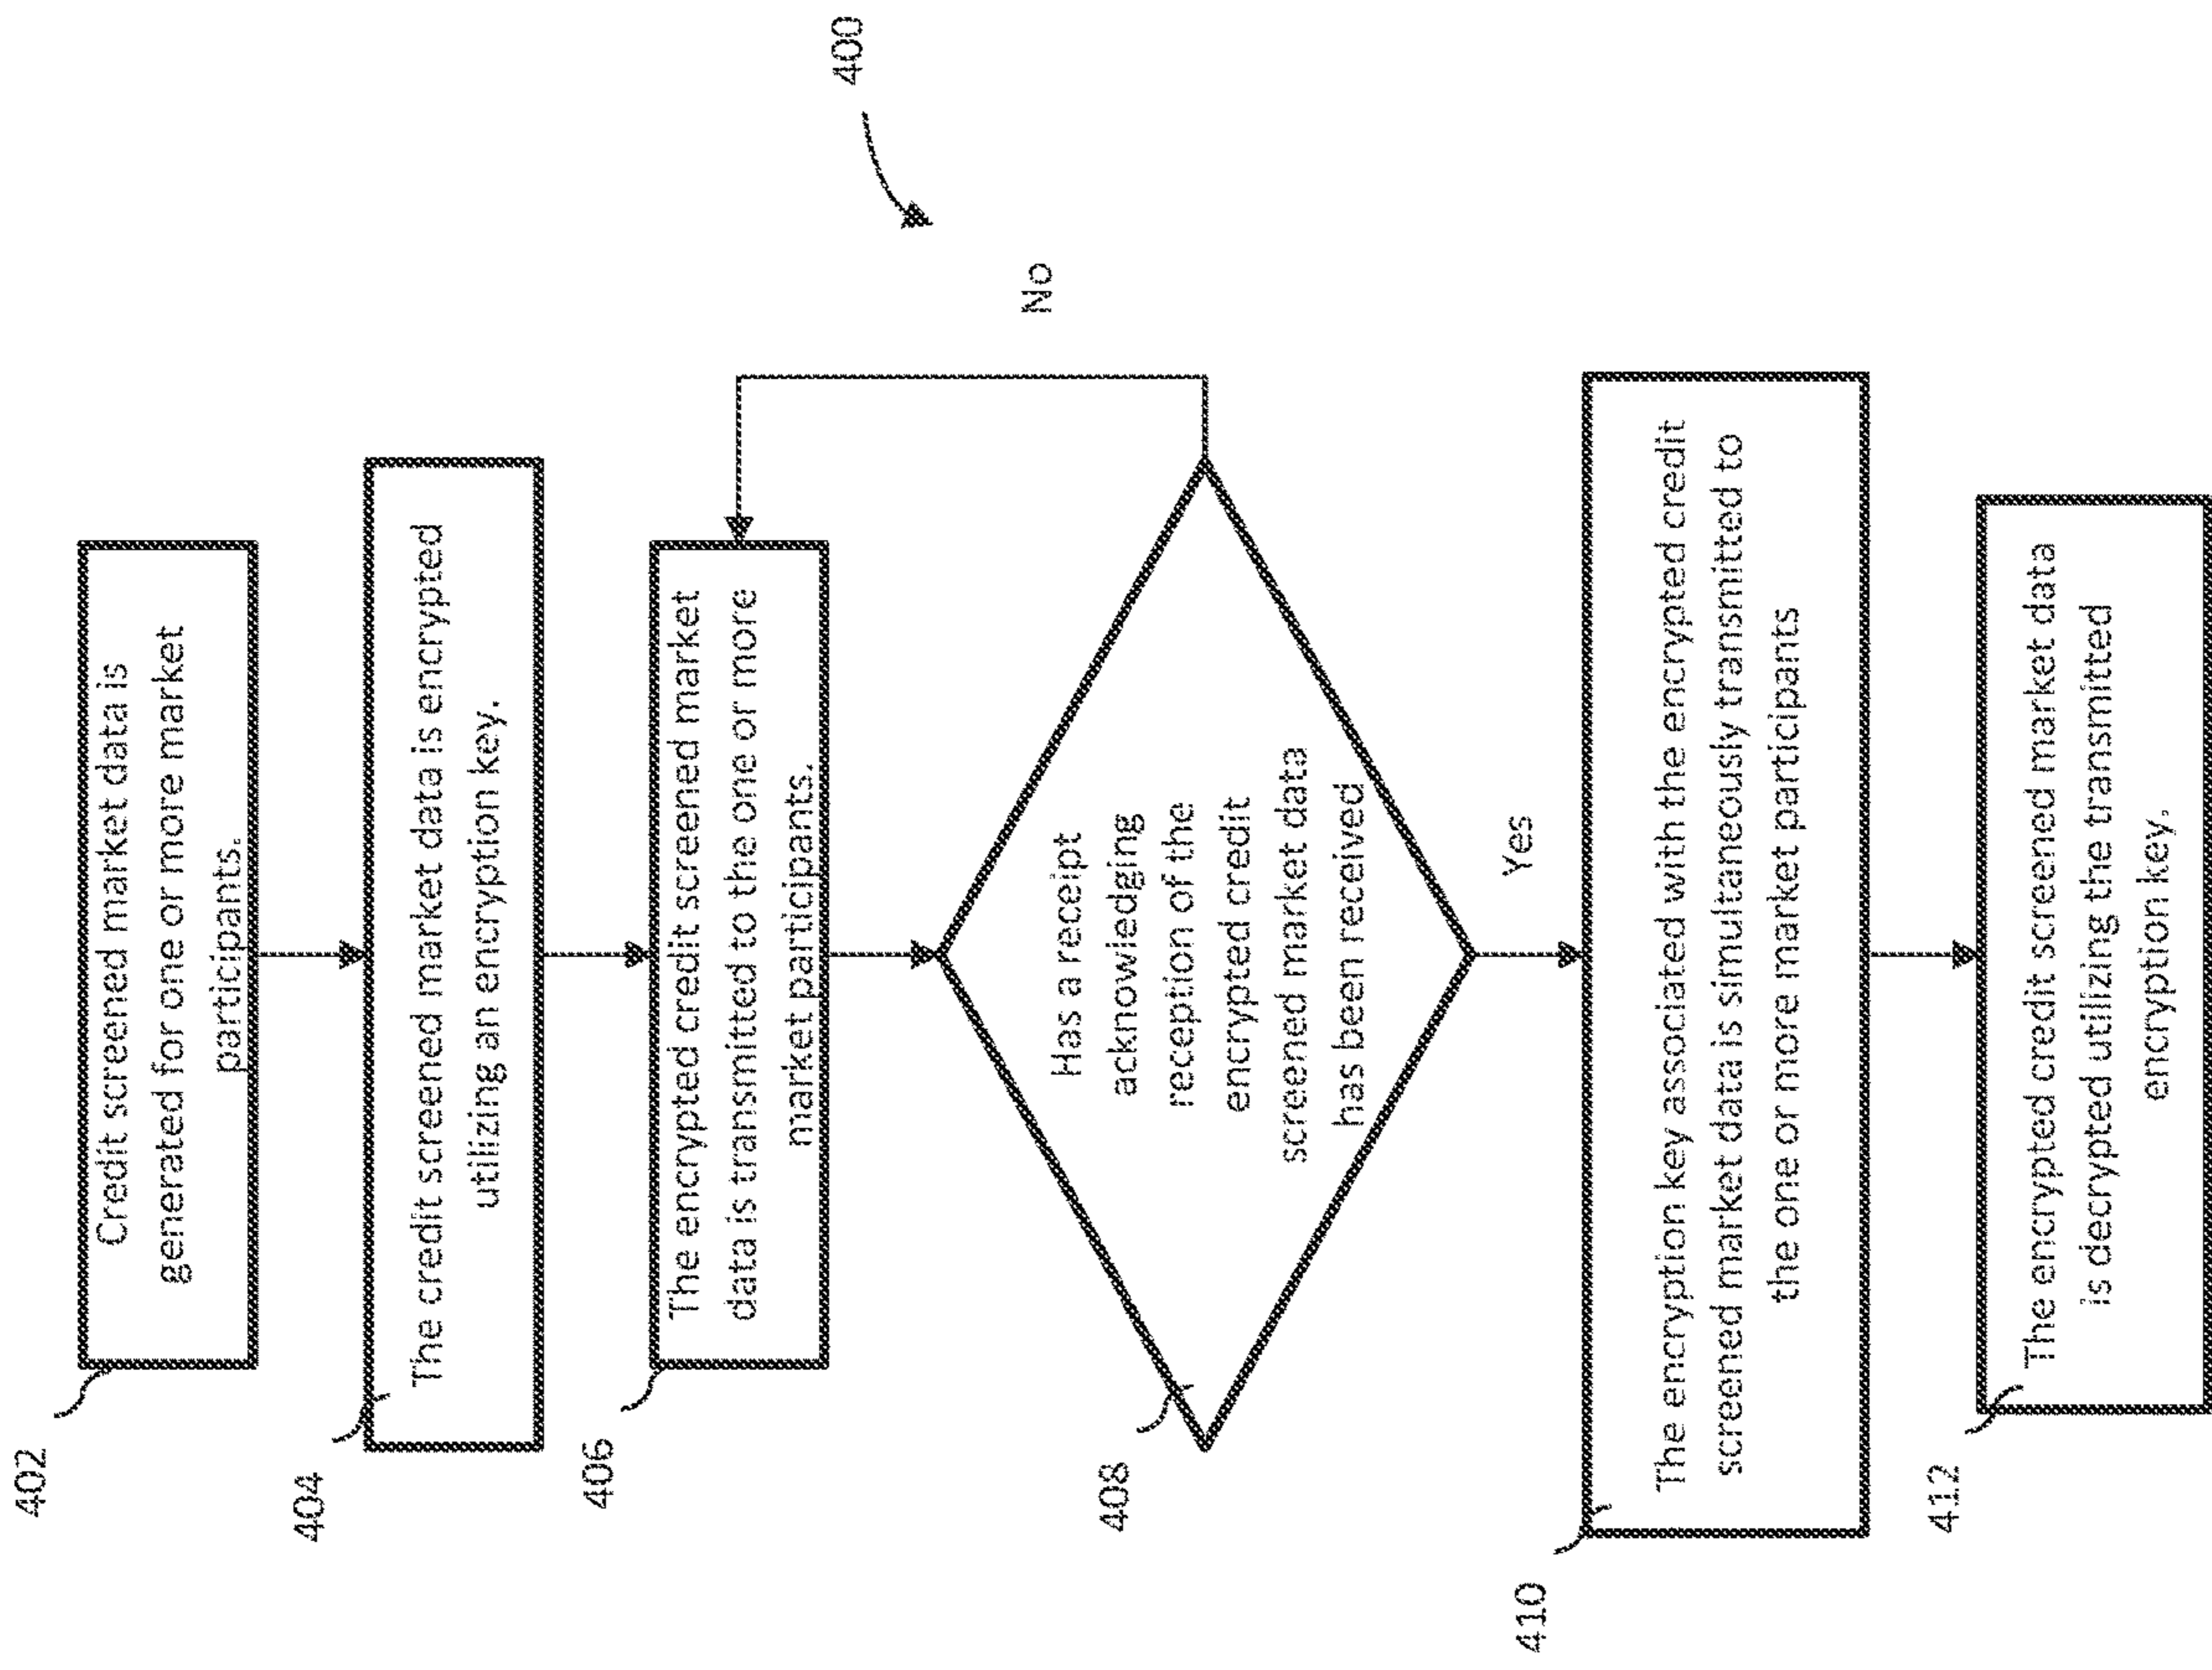 400
402
Credit screened market data is
generated for one or more market
participants.
404
The credit screened market data is encrypted
utilizing an encryption key.
406
The encrypted credit screened market
data is transmitted to the one or more
market participants.
No
408
Has a receipt
acknowledging
reception of the
encrypted credit
screened market data
has been received
Yes
410
The encryption key associated with the encrypted credit
screened market data is simultaneously transmitted to
the one or more market participants
412
The encrypted credit screened market data
is decrypted utilizing the transmitted
encryption key.